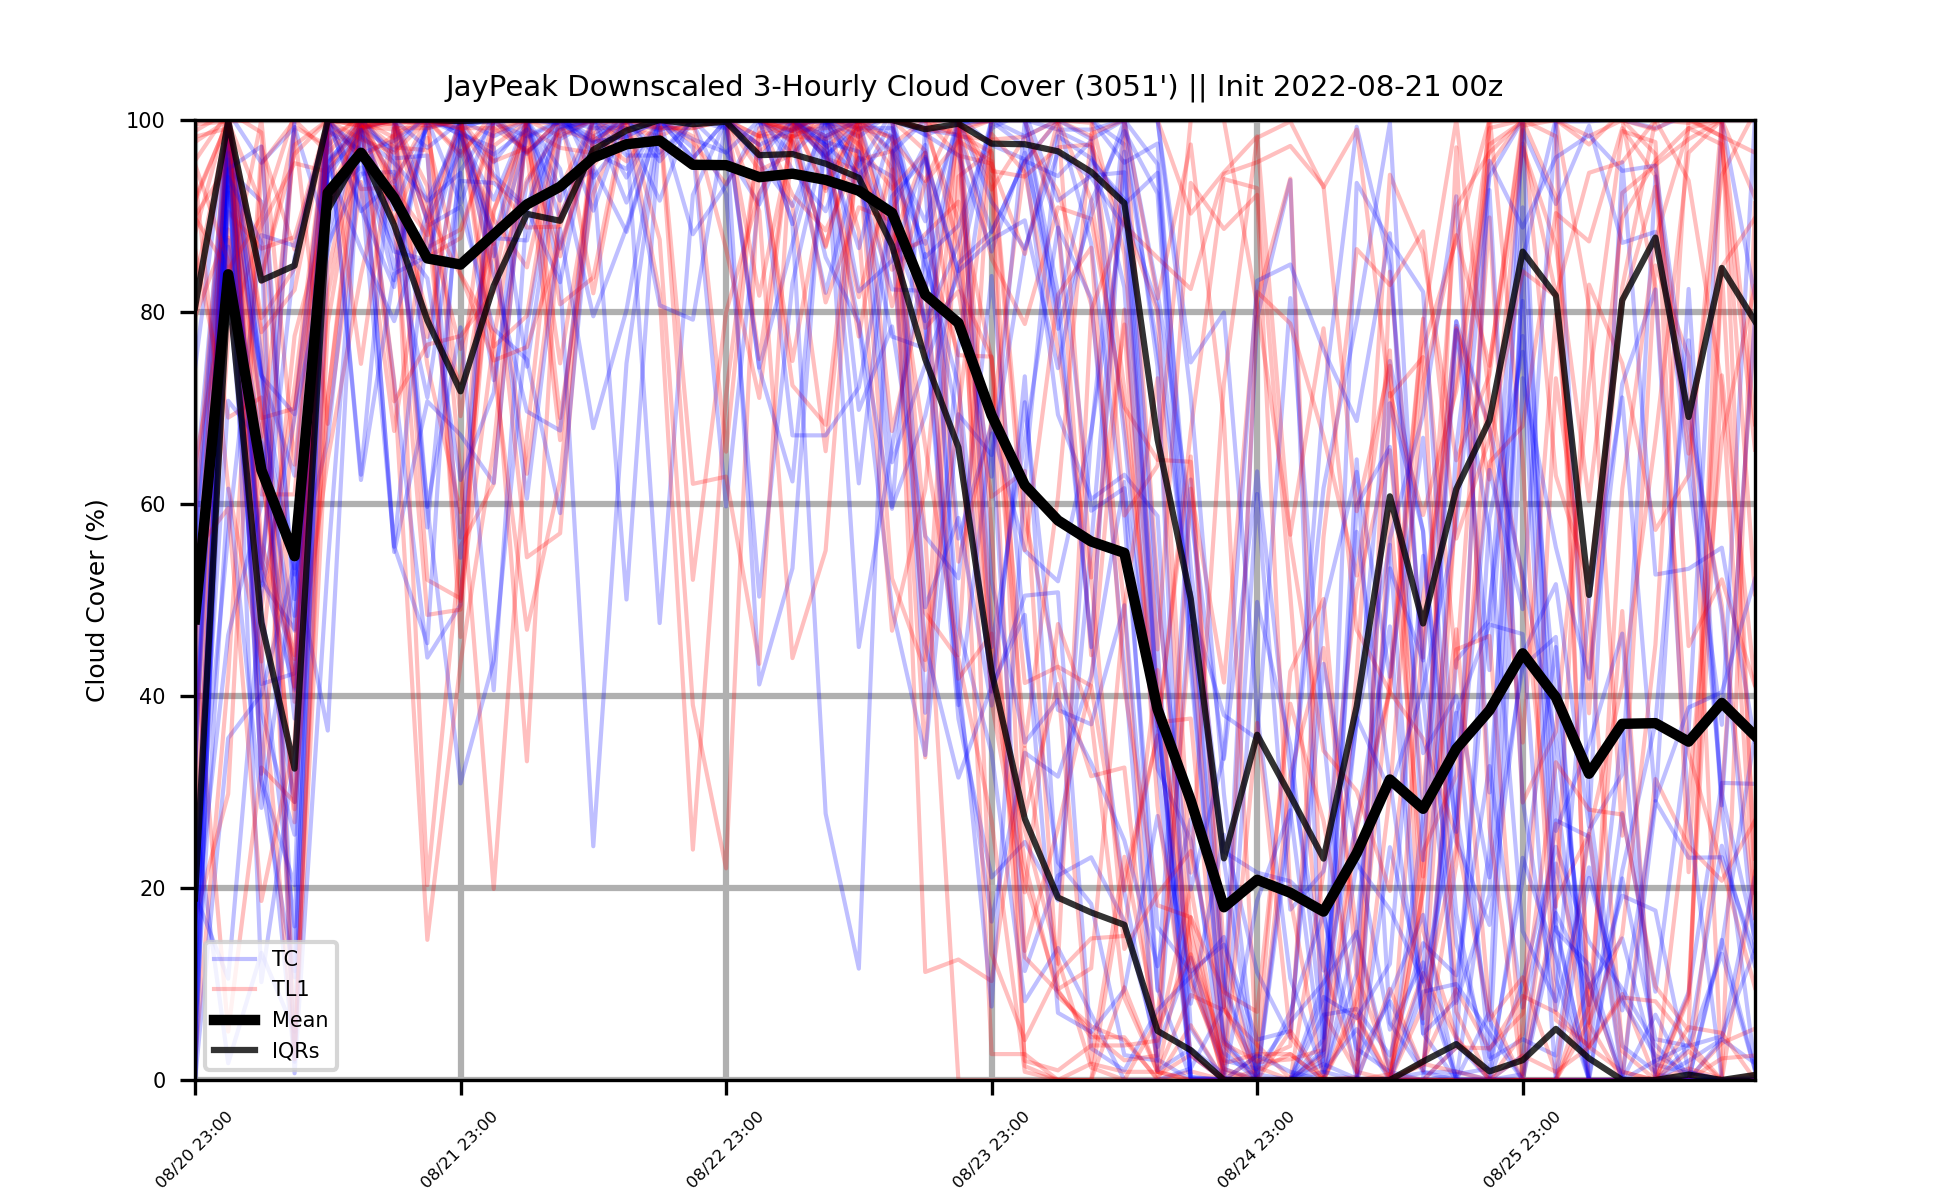 JayPeak Downscaled 3-Hourly Cloud Cover (3051') || Init 2022-08-21 00z
Cloud Cover (%)
100
80
60
40
20
0
TC
TL1
Mean
IQRs
08/20 23:00
08/21 23:00
08/22 23:00
08/23 23:00
08/24 23:00
08/25 23:00